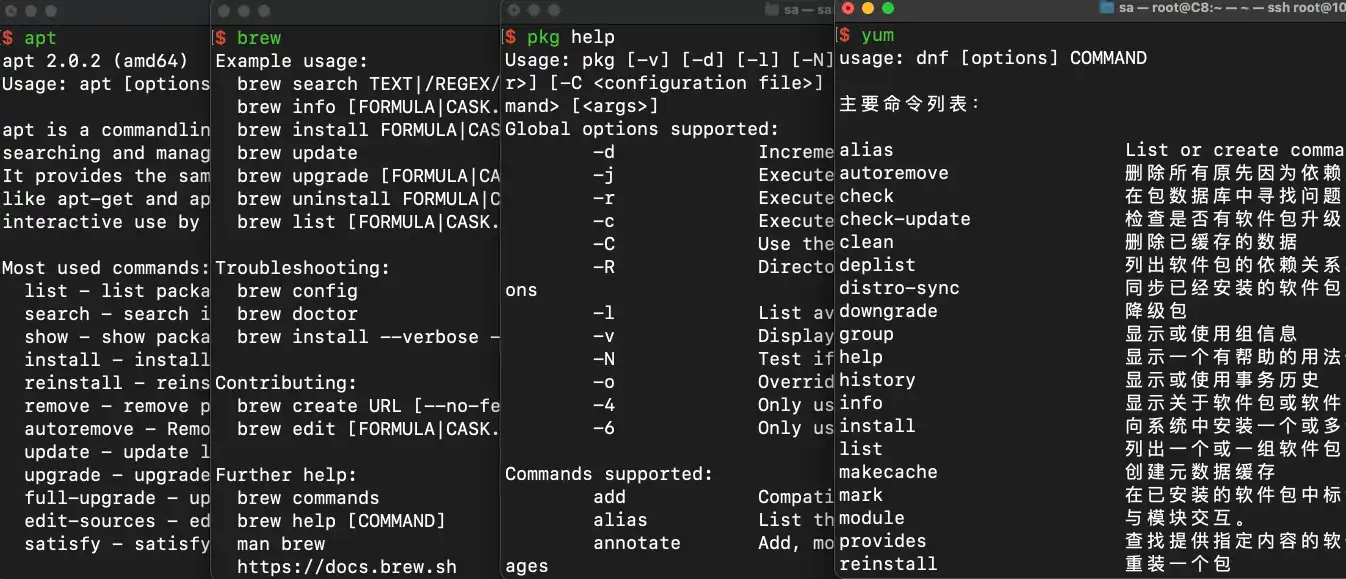 $ apt
apt 2.0.2 (amd64)
Usage: apt [options
apt is a commandlin
searching and manag
It provides the sam
like apt-get and ap
interactive use by
Most used commands:
list - list packa
search - search i
show - show packa
install - install
reinstall - reins
remove - remove p
autoremove - Remo
update - update l
upgrade - upgrade
full-upgrade - up
edit-sources - ed
satisfy - satisfy
$ brew
Example usage:
brew search TEXT|/REGEX/
brew info [FORMULA|CASK.
brew install FORMULA|CAS
brew update
brew upgrade [FORMULA|CA
brew uninstall FORMULA|C
brew list [FORMULA|CASK.
Troubleshooting:
brew config
brew doctor
brew install --verbose -
Contributing:
brew create URL [--no-fe
brew edit [FORMULA|CASK.
Further help:
brew commands
brew help [COMMAND]
man brew
https://docs.brew.sh
sa — sa
$ pkg help
Usage: pkg [-v] [-d] [-l] [-N]
r>] [-C <configuration file>]
mand> [<args>]
Global options supported:
-d Increme
-j Execute
-r Execute
-c Execute
-C Use the
-R Directo
ons
-l List av
-v Display
-N Test if
-o Overrid
-4 Only us
-6 Only us
Commands supported:
add Compati
alias List th
annotate Add, mo
ages
sa — root@C8:~ — ~ — ssh root@10
$ yum
usage: dnf [options] COMMAND
主要命令列表：
alias List or create comma
autoremove 删除所有原先因为依赖
check 在包数据库中寻找问题
check-update 检查是否有软件包升级
clean 删除已缓存的数据
deplist 列出软件包的依赖关系
distro-sync 同步已经安装的软件包
downgrade 降级包
group 显示或使用组信息
help 显示一个有帮助的用法
history 显示或使用事务历史
info 显示关于软件包或软件
install 向系统中安装一个或多
list 列出一个或一组软件包
makecache 创建元数据缓存
mark 在已安装的软件包中标
module 与模块交互。
provides 查找提供指定内容的软
reinstall 重装一个包